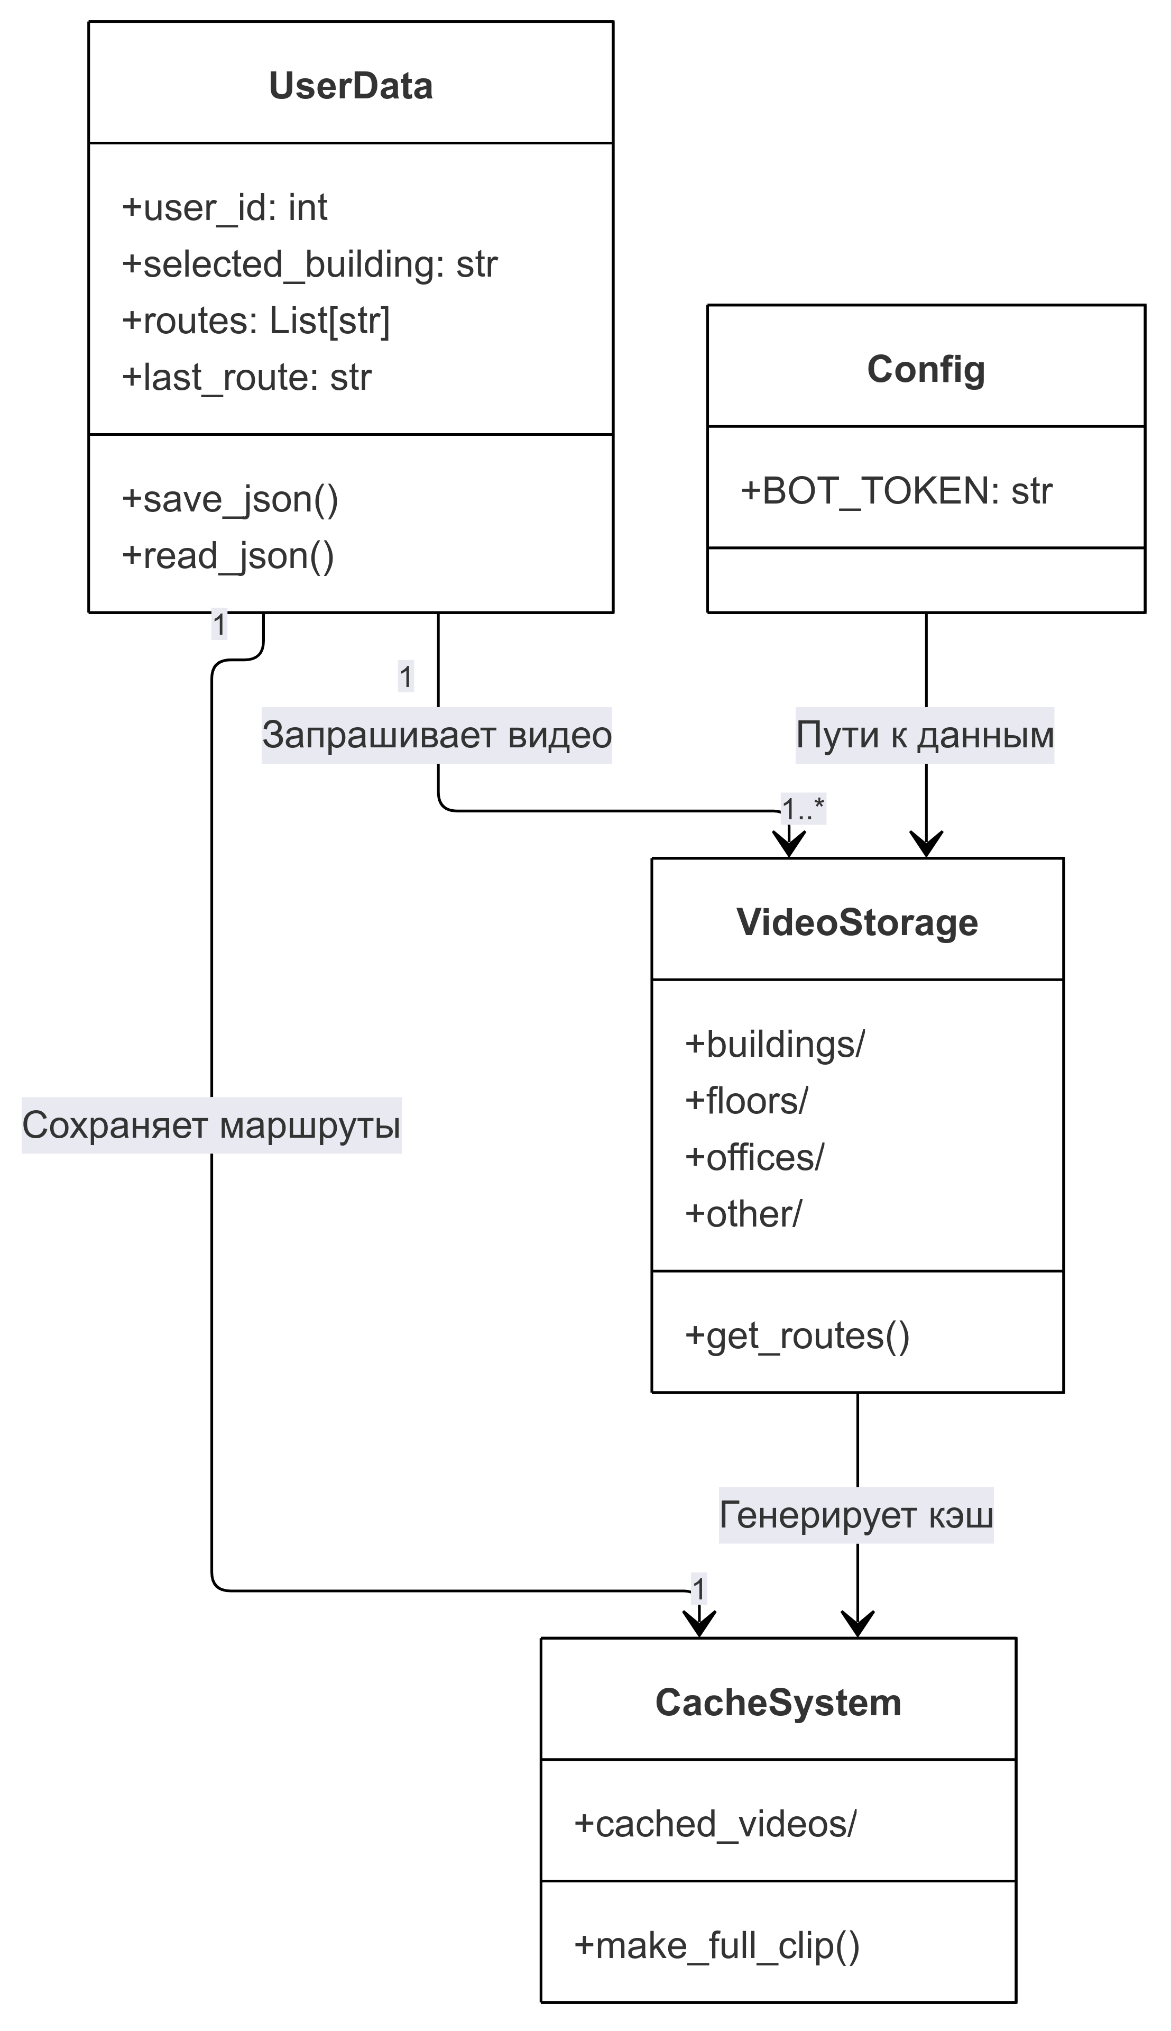 UserData
+user_id: int
+selected_building: str
+routes: List[str]
+last_route: str
+save_json()
+read_json()
Config
+BOT_TOKEN: str
1
1
Запрашивает видео
Пути к данным
1..*
VideoStorage
+buildings/
+floors/
+offices/
+other/
+get_routes()
Сохраняет маршруты
Генерирует кэш
1
CacheSystem
+cached_videos/
+make_full_clip()